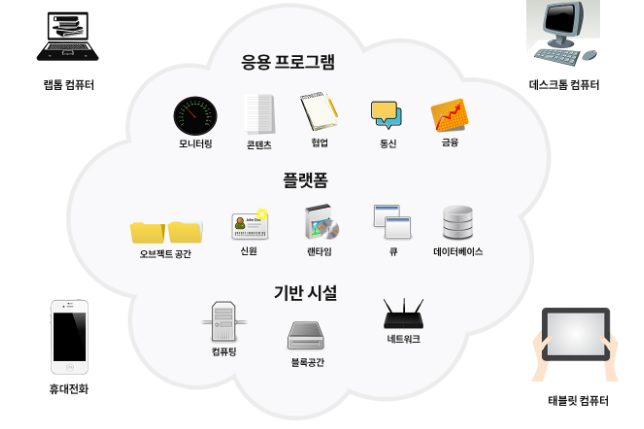 응용 프로그램
랩톱 컴퓨터
데스크톱 컴퓨터
모니터링
콘텐츠
협업
통신
금융
플랫폼
오브젝트 공간
신원
랜타임
큐
데이터베이스
기반 시설
컴퓨팅
블록공간
네트워크
휴대전화
태블릿 컴퓨터